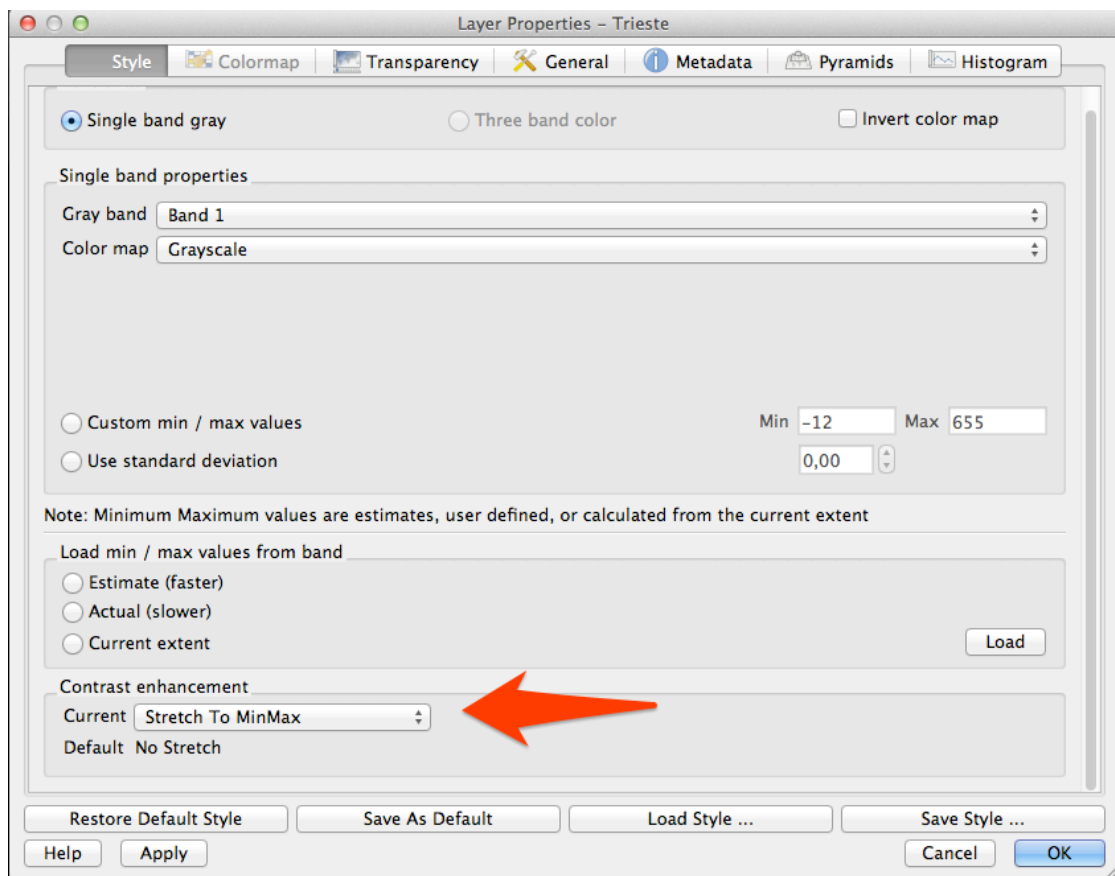 Layer Properties – Trieste
Style Colormap Transparency General Metadata Pyramids Histogram
Single band gray Three band color Invert color map
Single band properties
Gray band Band 1
Color map Grayscale
Custom min / max values Min -12 Max 655
Use standard deviation 0,00
Note: Minimum Maximum values are estimates, user defined, or calculated from the current extent
Load min / max values from band
Estimate (faster)
Actual (slower)
Current extent Load
Contrast enhancement
Current Stretch To MinMax
Default No Stretch
Restore Default Style Save As Default Load Style ... Save Style ...
Help Apply Cancel OK